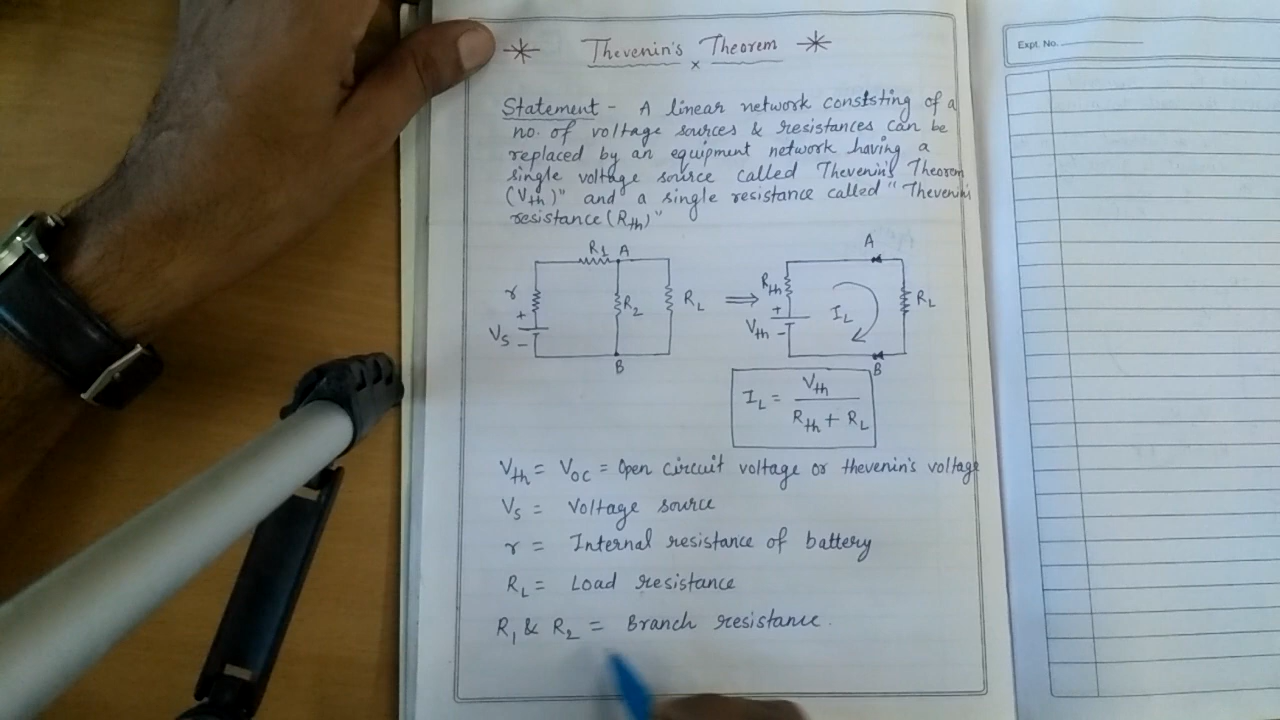 Thevenin's Theorem
Statement - A linear network consisting of a
no. of voltage sources & resistances can be
replaced by an equipment network having a
single voltage source called Thevenin's Theorem
(Vth)" and a single resistance called "Thevenin's
resistance (Rth)"
R1 A
r
R2
RL
+
Vs
-
B
⇒
A
Rth
+
Vth
-
IL
RL
B
IL = Vth / (Rth + RL)
Vth = VOC = Open circuit voltage or thevenin's voltage
Vs = Voltage source
r = Internal resistance of battery
RL = Load resistance
R1 & R2 = Branch resistance.
Expt. No.